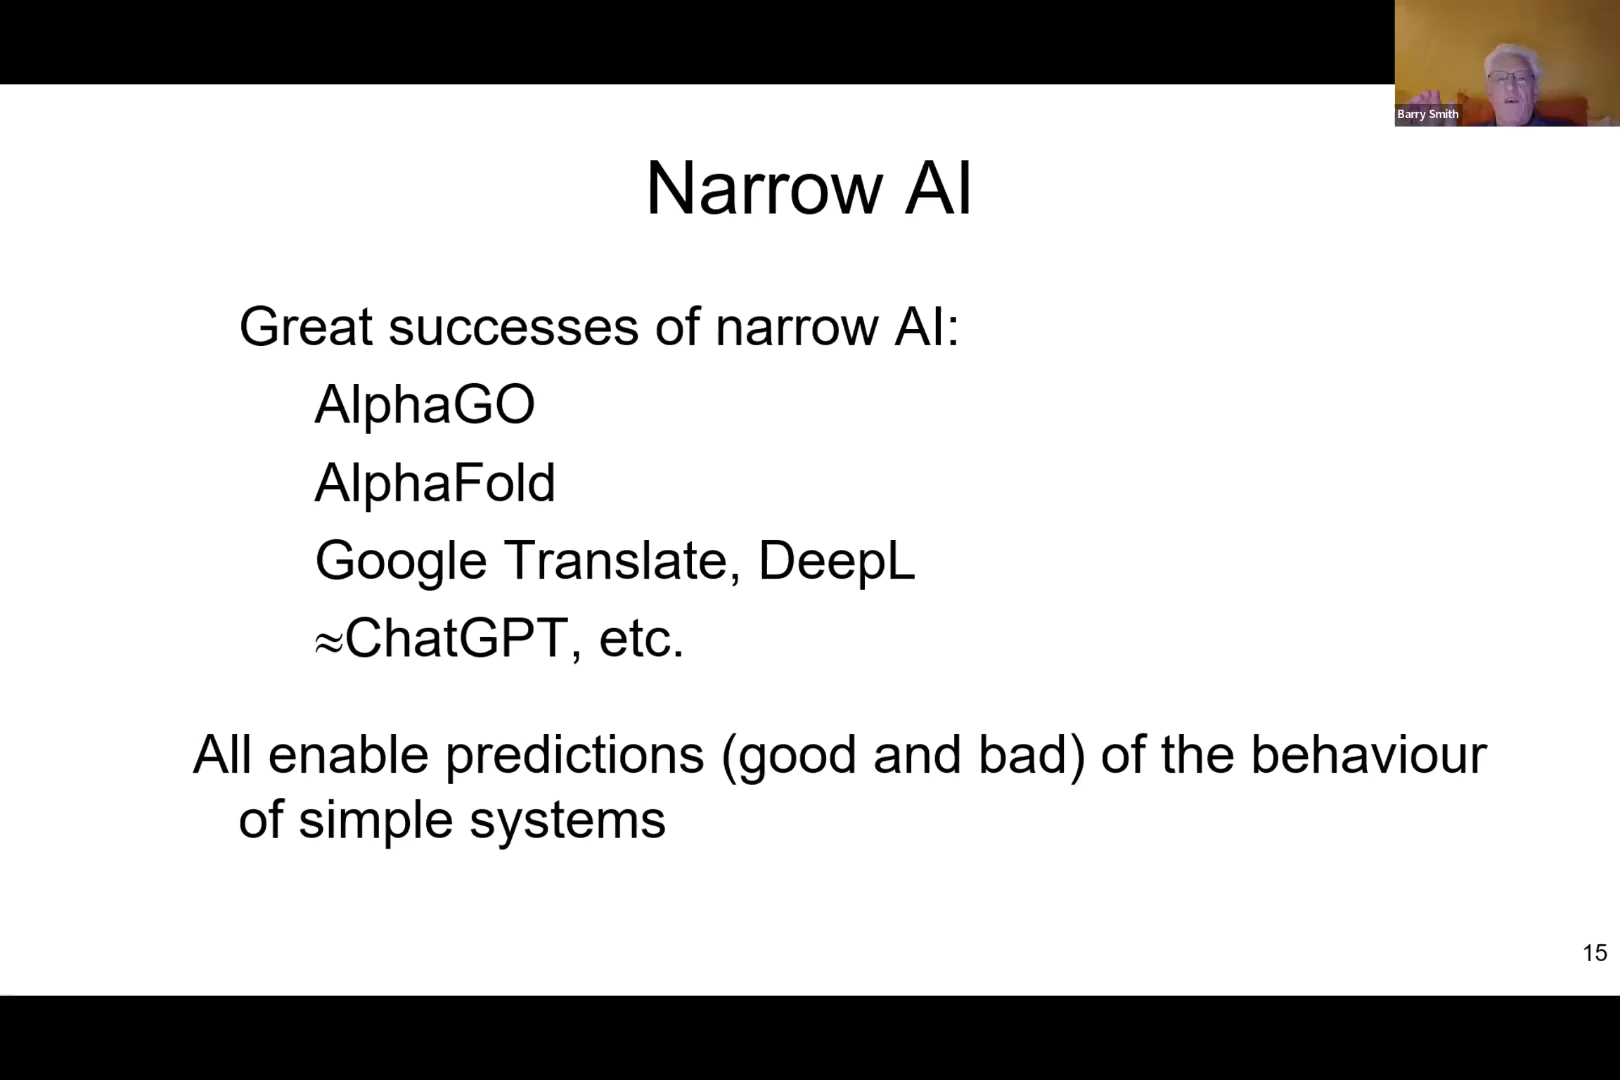 Barry Smith
Narrow AI
Great successes of narrow AI:
AlphaGO
AlphaFold
Google Translate, DeepL
≈ChatGPT, etc.
All enable predictions (good and bad) of the behaviour
of simple systems
15